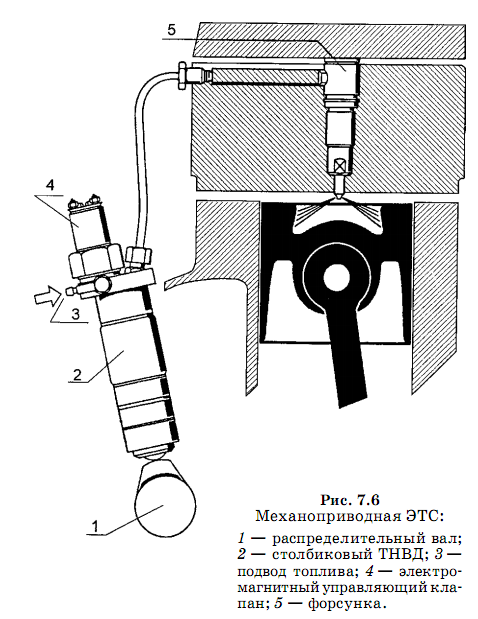 5
4
3
2
1
Рис. 7.6
Механоприводная ЭТС:
1 — распределительный вал;
2 — столбиковый ТНВД; 3 —
подвод топлива; 4 — электро-
магнитный управляющий кла-
пан; 5 — форсунка.